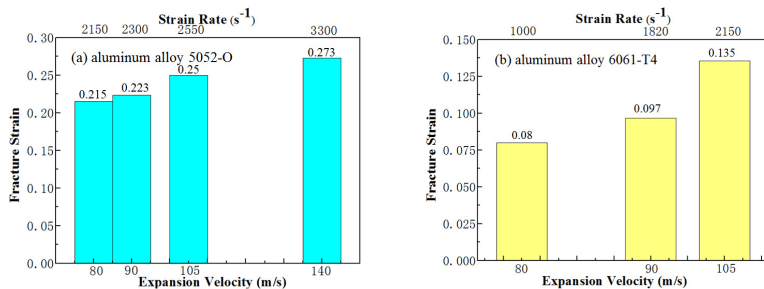 Strain Rate (s-1)
2150 2300 2550 3300
0.30
0.25
0.20
0.15
0.10
0.05
0.00
Fracture Strain
(a) aluminum alloy 5052-O
0.215
0.223
0.25
0.273
80 90 105 140
Expansion Velocity (m/s)
Strain Rate (s-1)
1000 1820 2150
0.150
0.125
0.100
0.075
0.050
0.025
0.000
Fracture Strain
(b) aluminum alloy 6061-T4
0.08
0.097
0.135
80 90 105
Expansion Velocity (m/s)